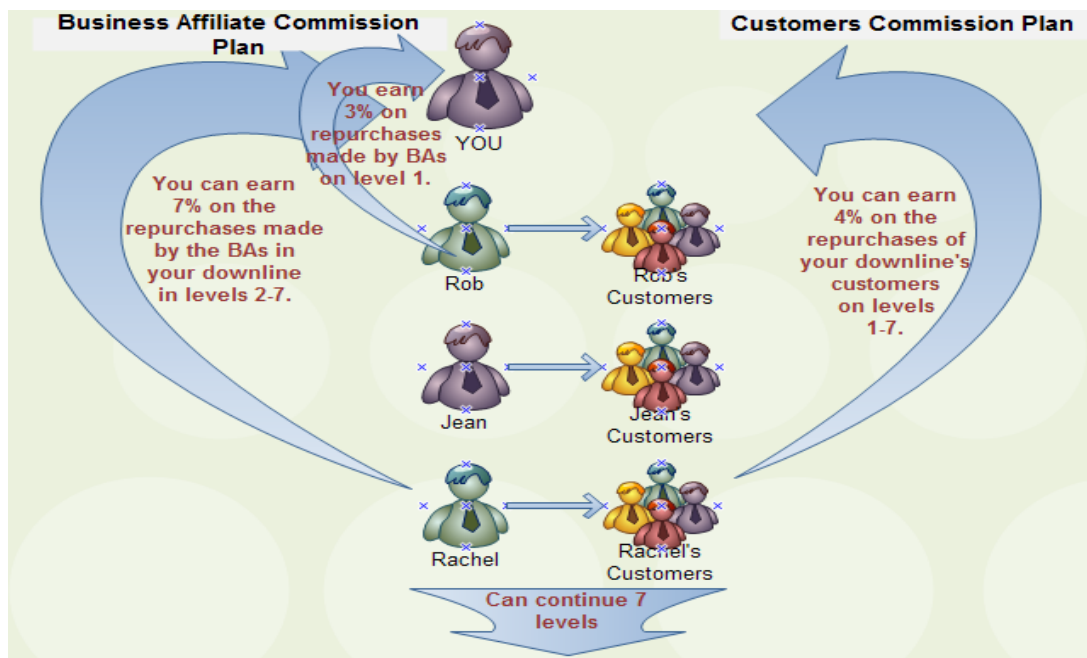 Business Affiliate Commission
Plan
Customers Commission Plan
You earn
3% on
repurchases
made by BAs
on level 1.
YOU
You can earn
7% on the
repurchases made
by the BAs in
your downline
in levels 2-7.
You can earn
4% on the
repurchases of
your downline's
customers
on levels
1-7.
Rob
Rob's
Customers
Jean
Jean's
Customers
Rachel
Rachel's
Customers
Can continue 7
levels